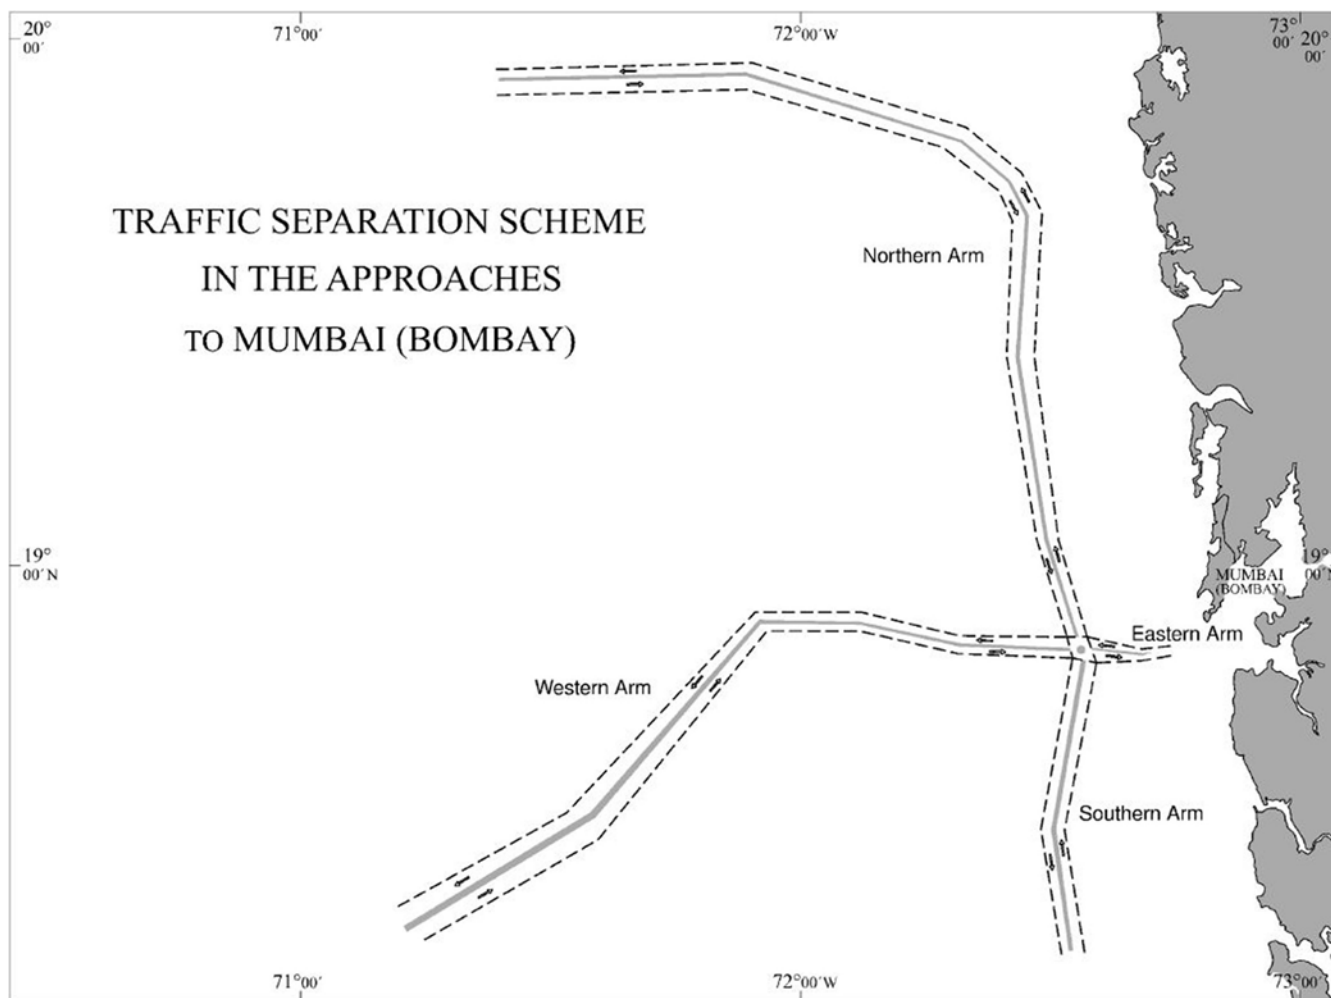 20°
00´
71°00´
72°00´W
73°
00´
20°
00´
TRAFFIC SEPARATION SCHEME
IN THE APPROACHES
TO MUMBAI (BOMBAY)
Northern Arm
19°
00´N
19°
00´N
MUMBAI
(BOMBAY)
Eastern Arm
Western Arm
Southern Arm
71°00´
72°00´W
73°00´